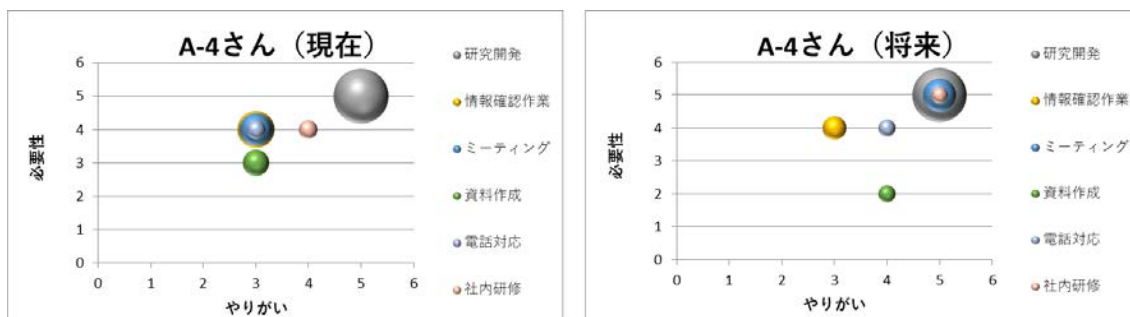 A-4さん（現在）
6
5
4
3
2
1
0
0 1 2 3 4 5 6
必要性
やりがい
研究開発
情報確認作業
ミーティング
資料作成
電話対応
社内研修
A-4さん（将来）
6
5
4
3
2
1
0
0 1 2 3 4 5 6
必要性
やりがい
研究開発
情報確認作業
ミーティング
資料作成
電話対応
社内研修